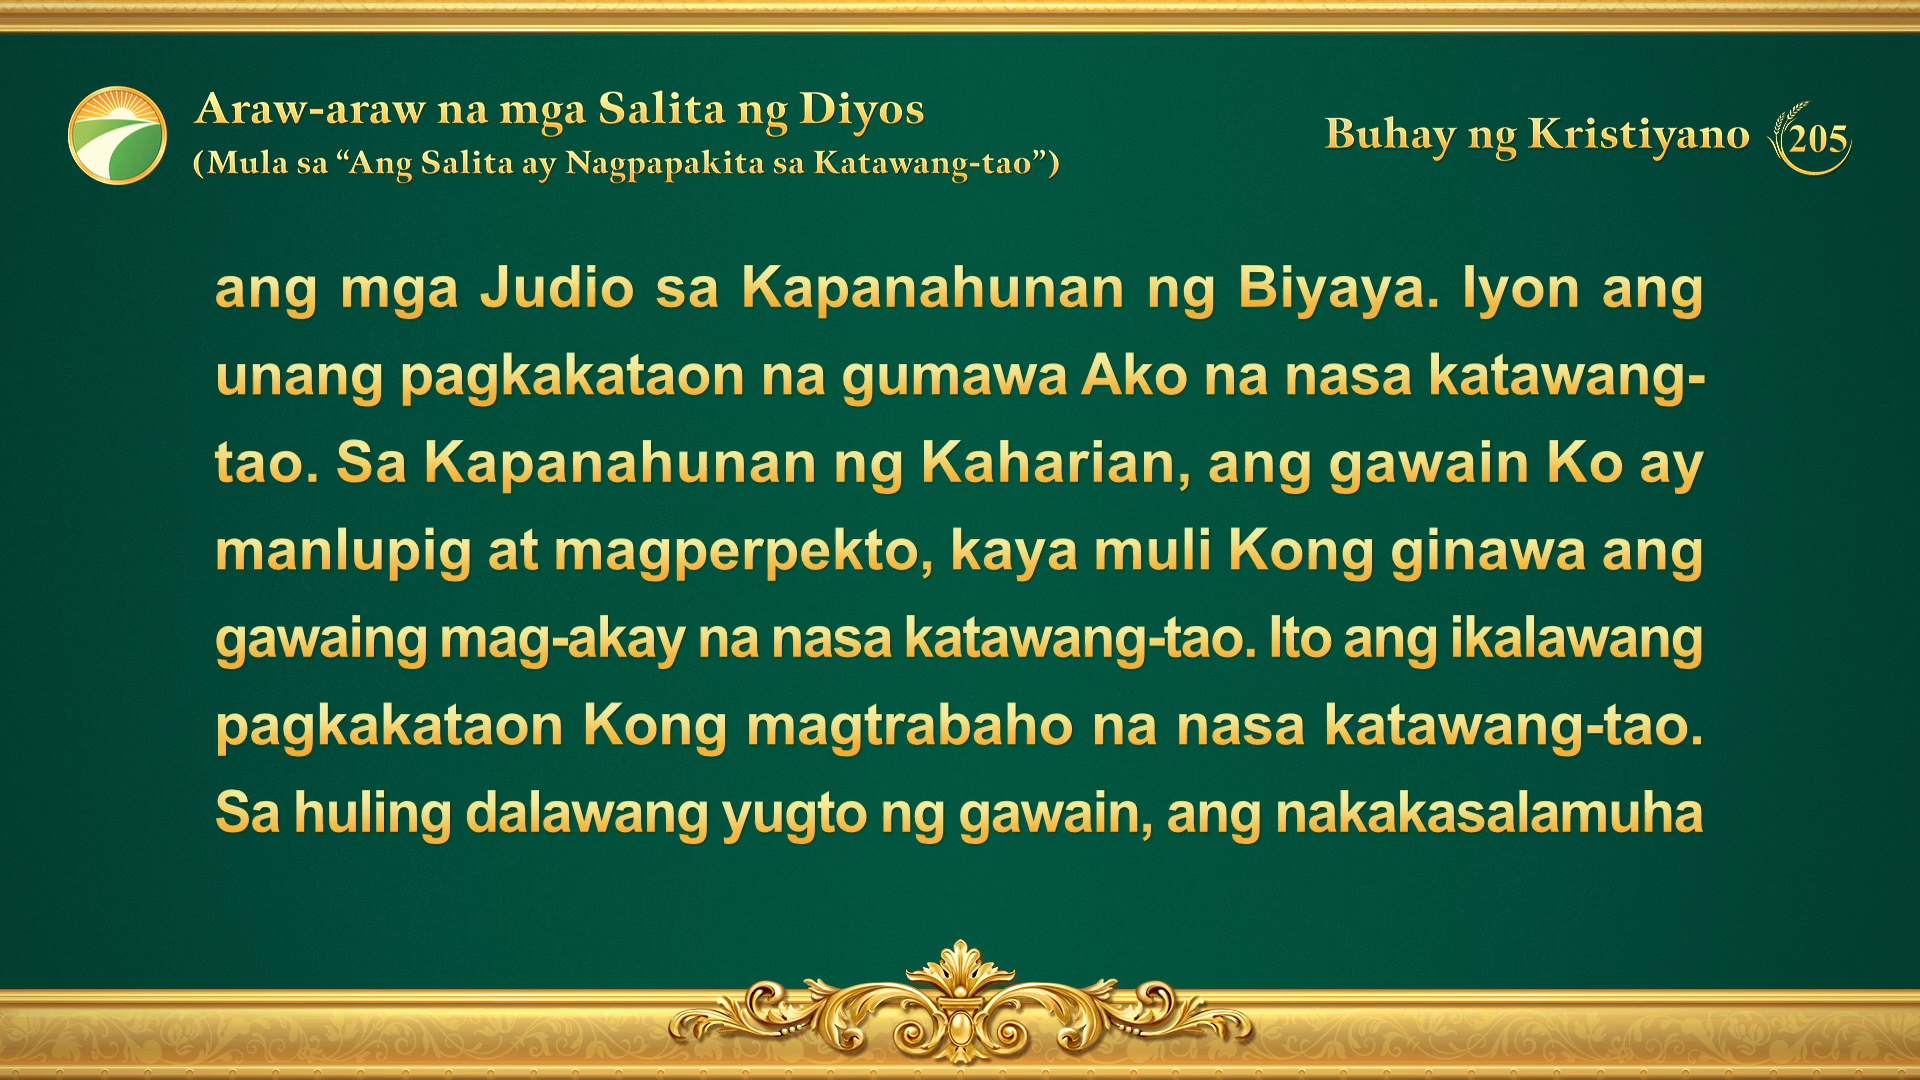 Araw-araw na mga Salita ng Diyos
(Mula sa “Ang Salita ay Nagpapakita sa Katawang-tao”)
Buhay ng Kristiyano 205
ang mga Judio sa Kapanahunan ng Biyaya. Iyon ang
unang pagkakataon na gumawa Ako na nasa katawang-
tao. Sa Kapanahunan ng Kaharian, ang gawain Ko ay
manlupig at magperpekto, kaya muli Kong ginawa ang
gawaing mag-akay na nasa katawang-tao. Ito ang ikalawang
pagkakataon Kong magtrabaho na nasa katawang-tao.
Sa huling dalawang yugto ng gawain, ang nakakasalamuha